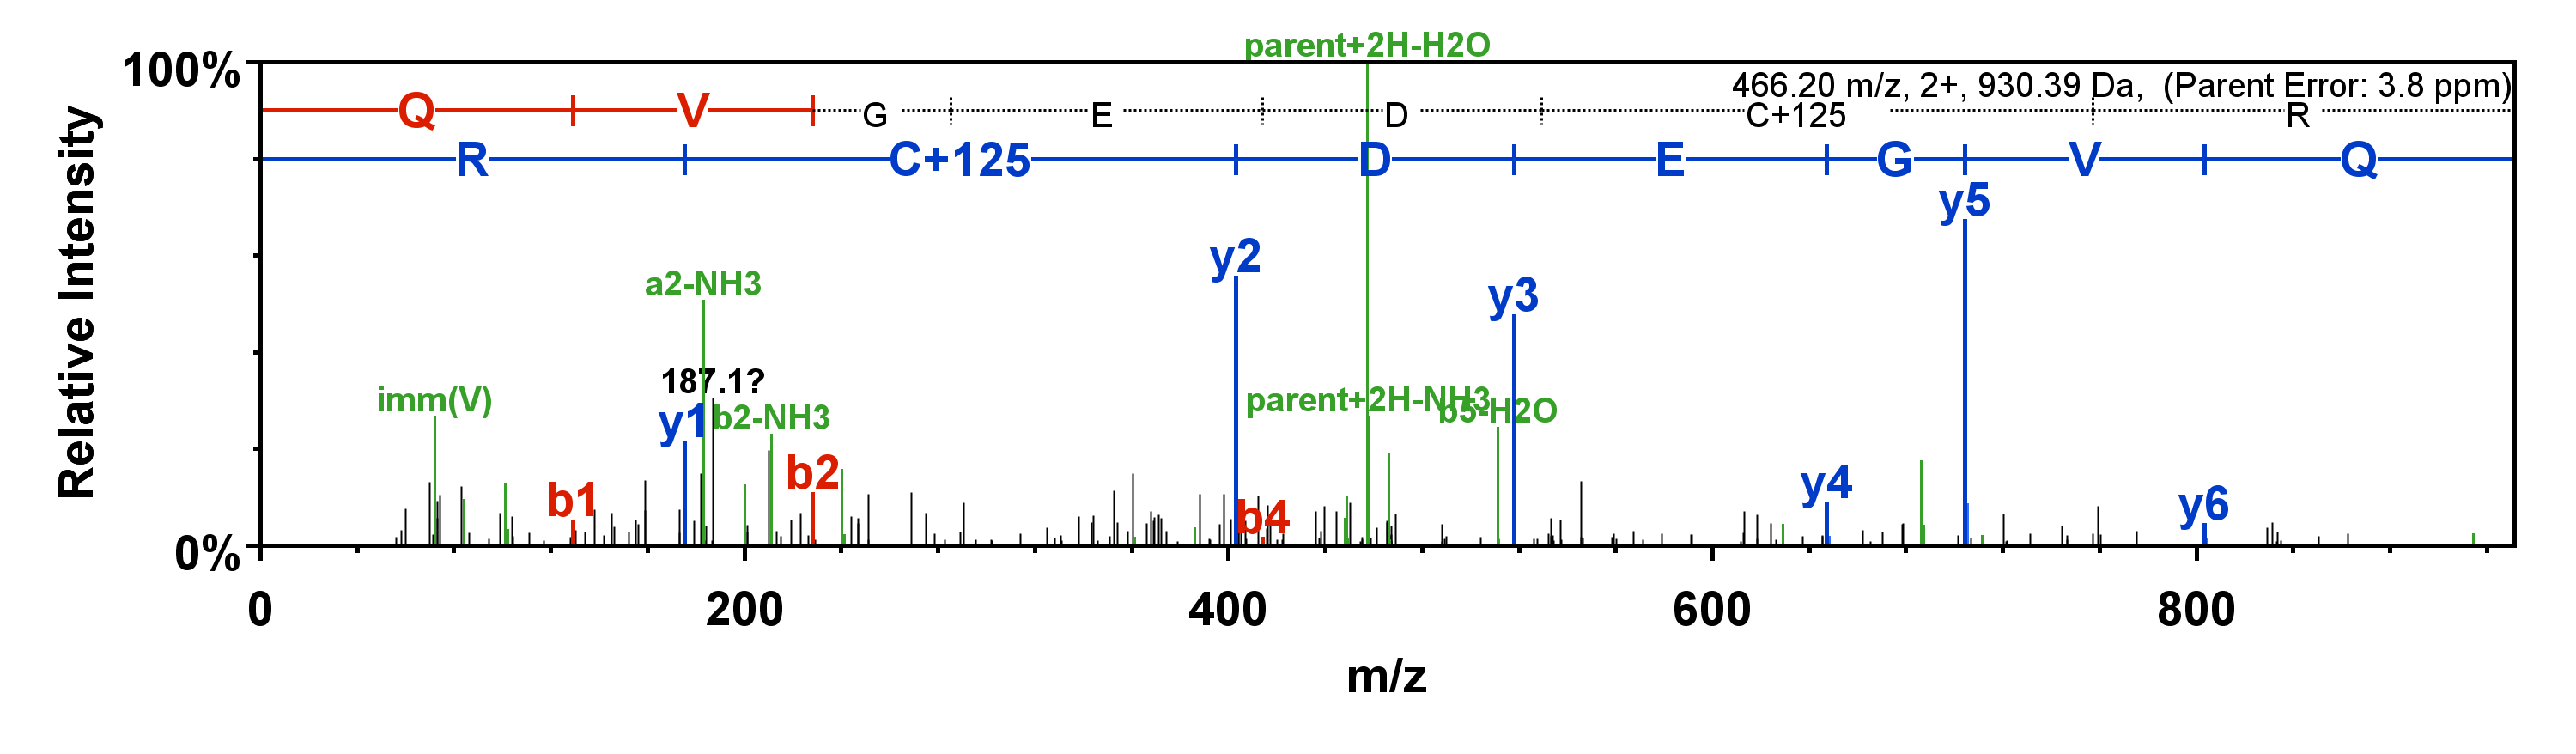 parent+2H-H2O
100%
466.20 m/z, 2+, 930.39 Da, (Parent Error: 3.8 ppm)
Q V G E D C+125 R
R C+125 D E G V Q
y5
y2
a2-NH3
y3
187.1?
imm(V)
parent+2H-NH3
y1
b2-NH3
b5-H2O
b2
y4
b1
y6
b4
0%
0 200 400 600 800
m/z
Relative Intensity